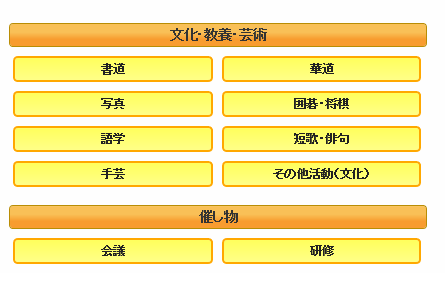 文化・教養・芸術
書道 華道
写真 囲碁・将棋
語学 短歌・俳句
手芸 その他活動(文化)
催し物
会議 研修